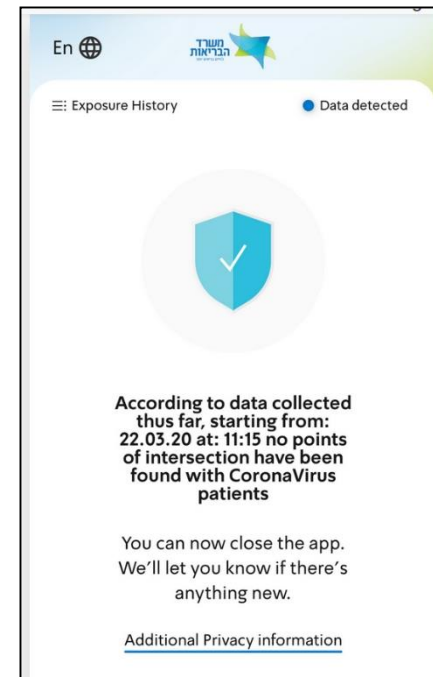 En
משרד
הבריאות
Exposure History
Data detected
According to data collected
thus far, starting from:
22.03.20 at: 11:15 no points
of intersection have been
found with CoronaVirus
patients
You can now close the app.
We'll let you know if there's
anything new.
Additional Privacy information